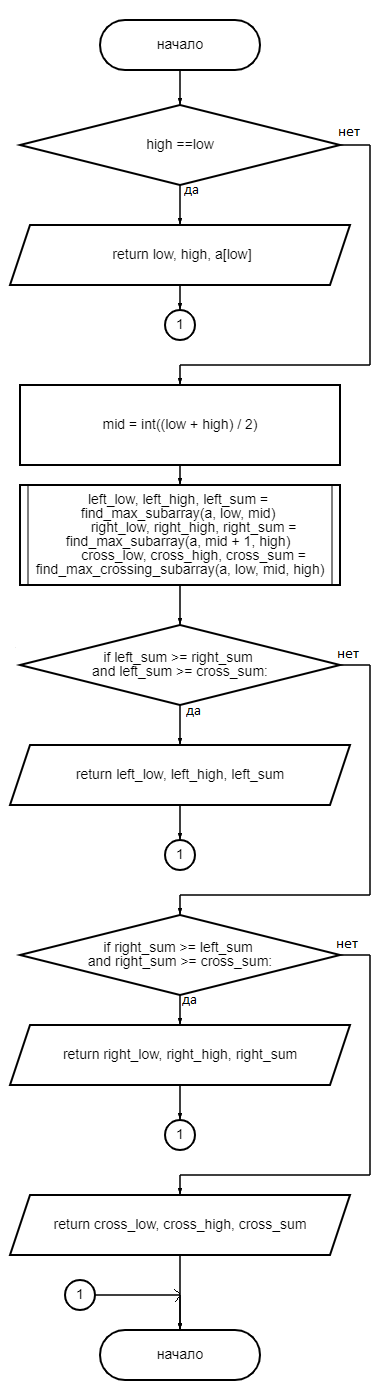 начало
high ==low
нет
да
return low, high, a[low]
1
mid = int((low + high) / 2)
left_low, left_high, left_sum =
find_max_subarray(a, low, mid)
right_low, right_high, right_sum =
find_max_subarray(a, mid + 1, high)
cross_low, cross_high, cross_sum =
find_max_crossing_subarray(a, low, mid, high)
if left_sum >= right_sum
and left_sum >= cross_sum:
нет
да
return left_low, left_high, left_sum
1
if right_sum >= left_sum
and right_sum >= cross_sum:
нет
да
return right_low, right_high, right_sum
1
return cross_low, cross_high, cross_sum
1
начало